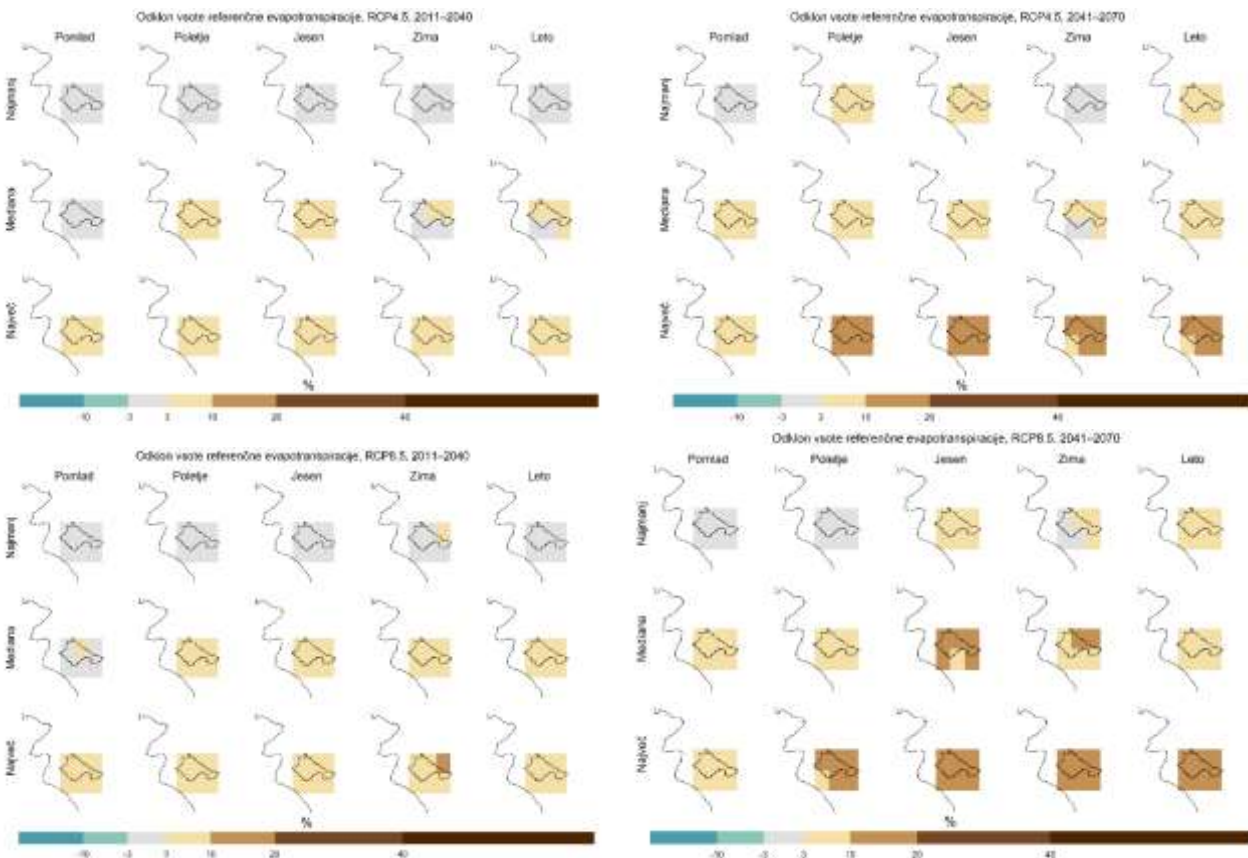 Odklon vsote referenčne evapotranspiracije, RCP4.5, 2011–2040
Pomlad Poletje Jesen Zima Leto
Najmanj
Mediana
Največ
%
-10 -3 3 10 20 40
Odklon vsote referenčne evapotranspiracije, RCP4.5, 2041–2070
Pomlad Poletje Jesen Zima Leto
Najmanj
Mediana
Največ
%
-10 -3 3 10 20 40
Odklon vsote referenčne evapotranspiracije, RCP8.5, 2011–2040
Pomlad Poletje Jesen Zima Leto
Najmanj
Mediana
Največ
%
-10 -3 3 10 20 40
Odklon vsote referenčne evapotranspiracije, RCP8.5, 2041–2070
Pomlad Poletje Jesen Zima Leto
Najmanj
Mediana
Največ
%
-10 -3 3 10 20 40